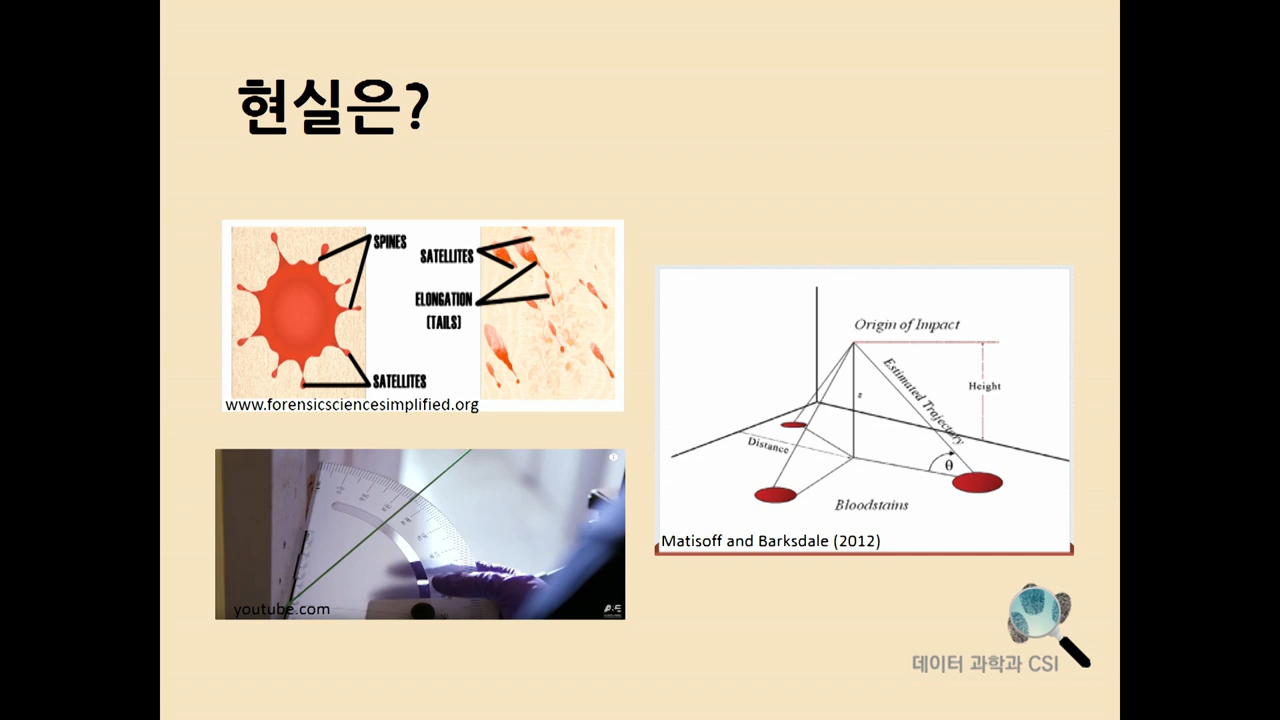 현실은?
SPINES
SATELLITES
ELONGATION
(TAILS)
SATELLITES
www.forensicsciencesimplified.org
youtube.com
Origin of Impact
Estimated Trajectory
Height
z
Distance
θ
Bloodstains
Matisoff and Barksdale (2012)
데이터 과학과 CSI